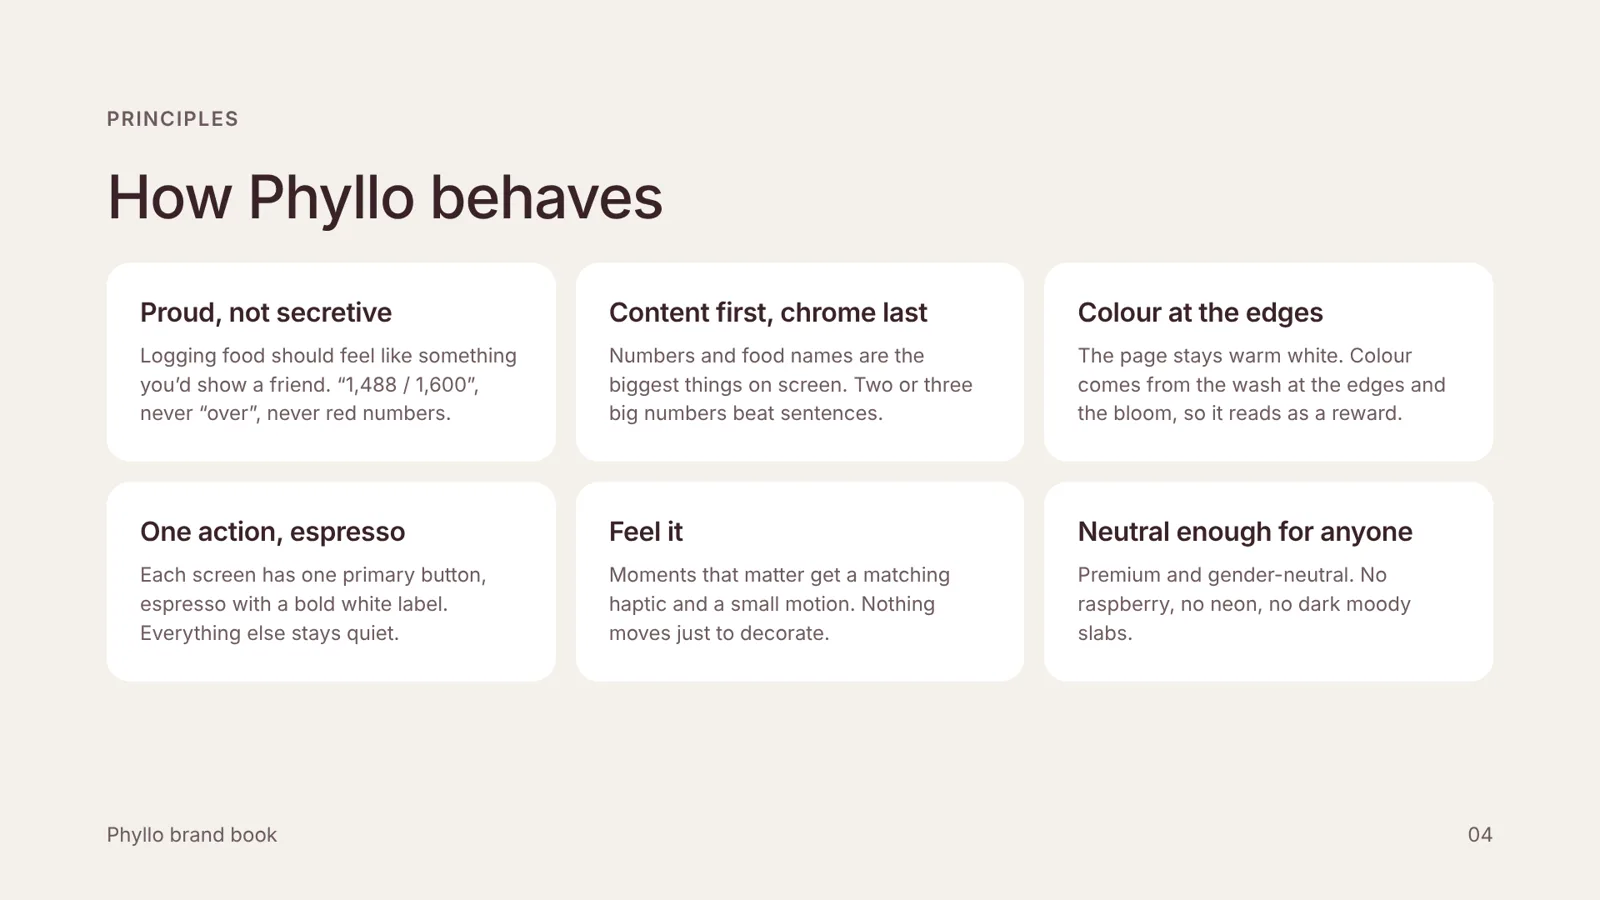 PRINCIPLES
How Phyllo behaves
Proud, not secretive
Logging food should feel like something
you’d show a friend. “1,488 / 1,600”,
never “over”, never red numbers.
Content first, chrome last
Numbers and food names are the
biggest things on screen. Two or three
big numbers beat sentences.
Colour at the edges
The page stays warm white. Colour
comes from the wash at the edges and
the bloom, so it reads as a reward.
One action, espresso
Each screen has one primary button,
espresso with a bold white label.
Everything else stays quiet.
Feel it
Moments that matter get a matching
haptic and a small motion. Nothing
moves just to decorate.
Neutral enough for anyone
Premium and gender-neutral. No
raspberry, no neon, no dark moody
slabs.
Phyllo brand book
04